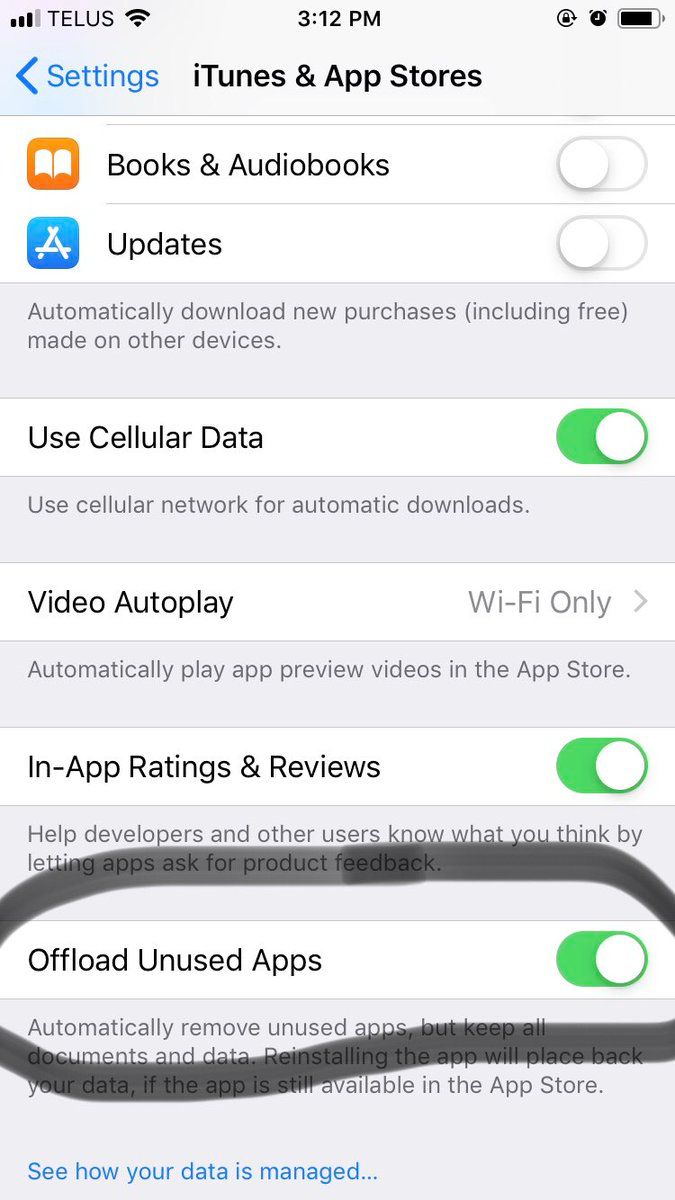 TELUS 3:12 PM
Settings iTunes & App Stores
Books & Audiobooks
Updates
Automatically download new purchases (including free)
made on other devices.
Use Cellular Data
Use cellular network for automatic downloads.
Video Autoplay Wi-Fi Only
Automatically play app preview videos in the App Store.
In-App Ratings & Reviews
Help developers and other users know what you think by
letting apps ask for product feedback.
Offload Unused Apps
Automatically remove unused apps, but keep all
documents and data. Reinstalling the app will place back
your data, if the app is still available in the App Store.
See how your data is managed...